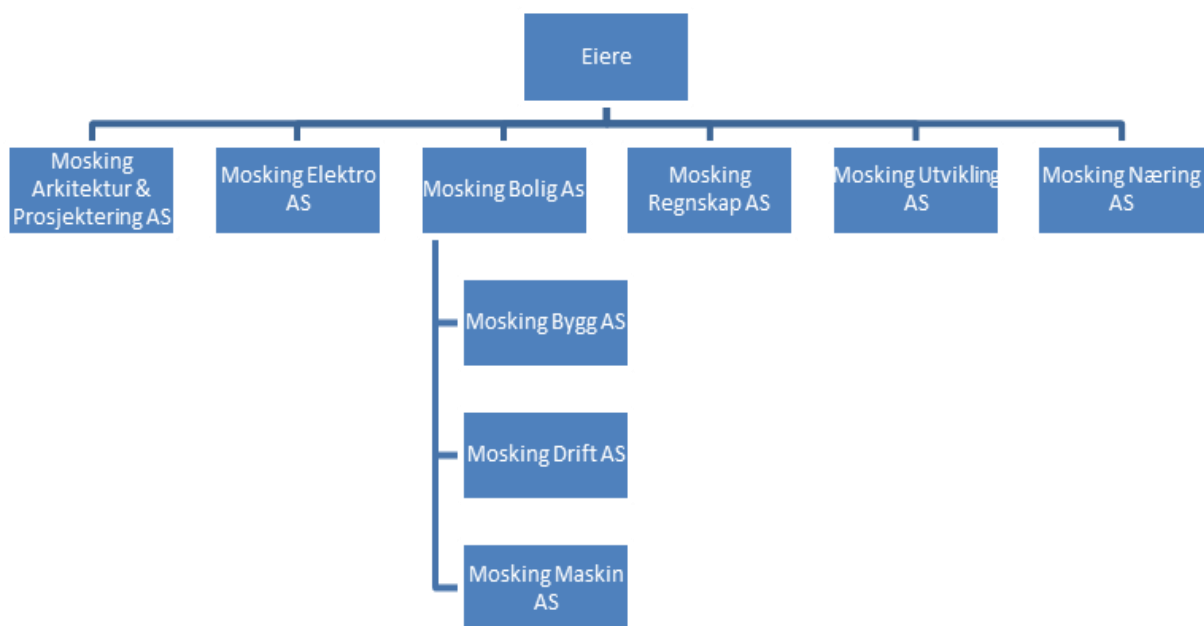 Eiere
Mosking
Arkitektur &
Prosjektering AS
Mosking Elektro
AS
Mosking Bolig As
Mosking
Regnskap AS
Mosking Utvikling
AS
Mosking Næring
AS
Mosking Bygg AS
Mosking Drift AS
Mosking Maskin
AS